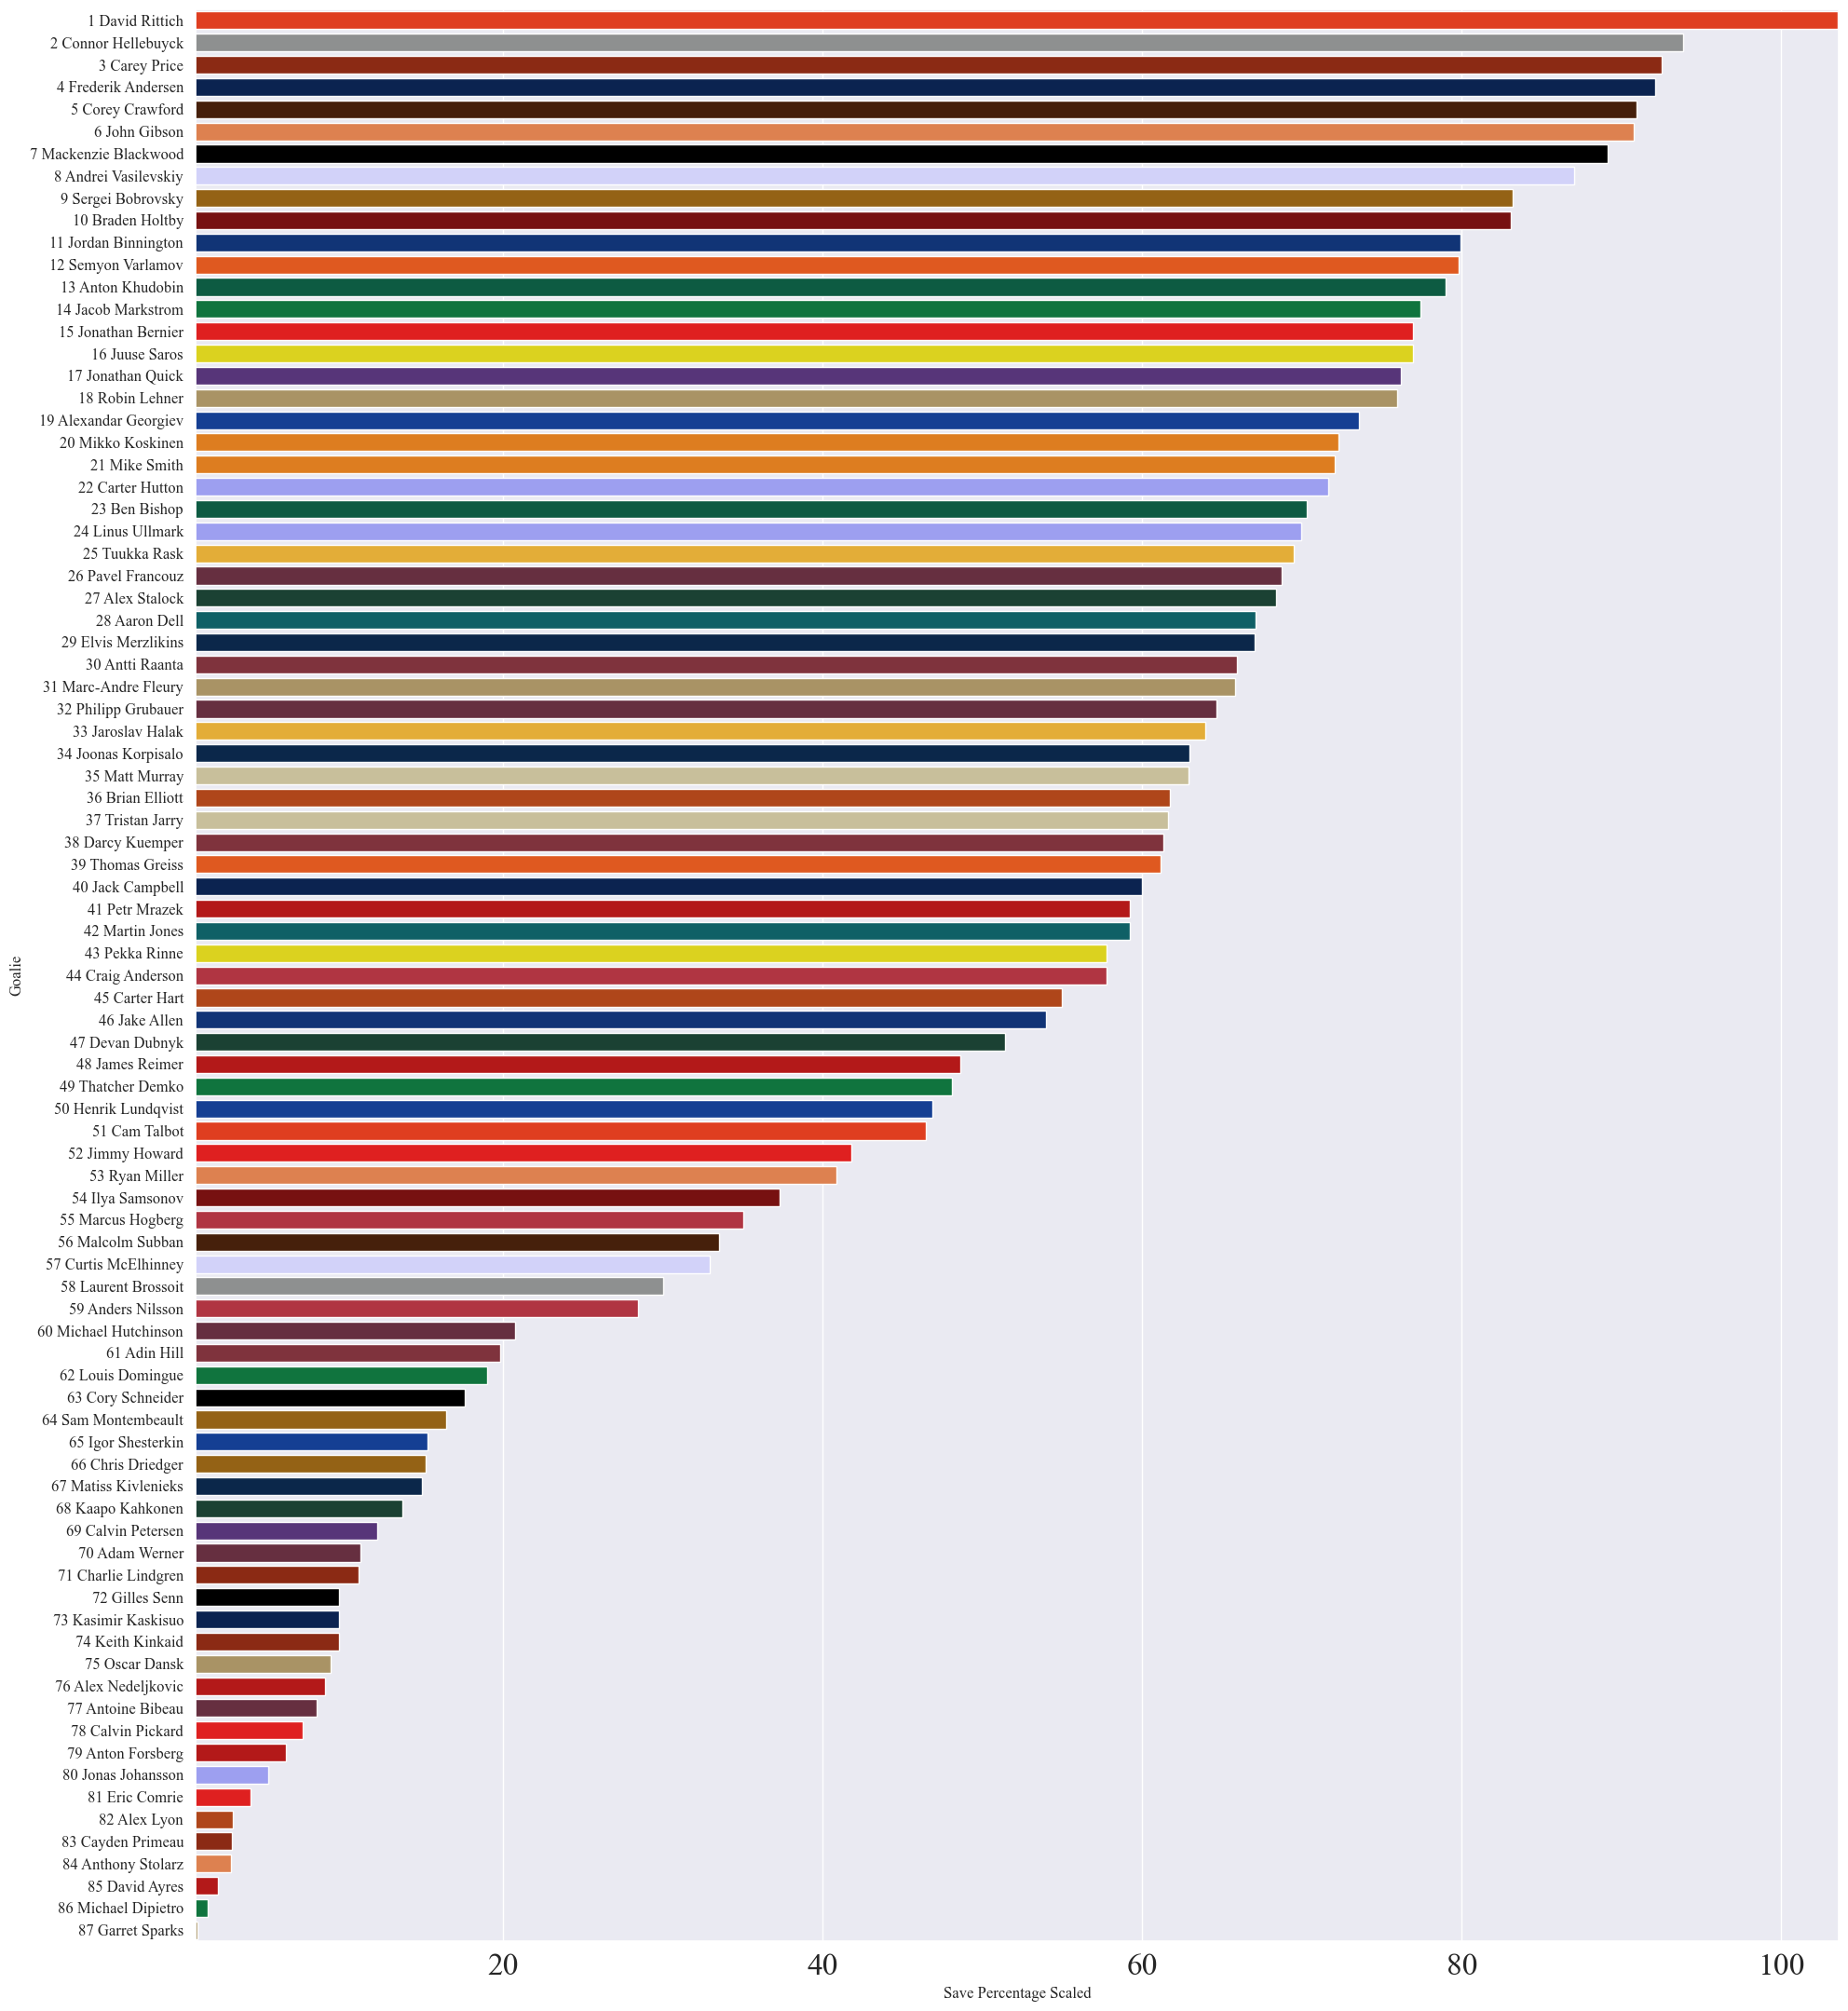 1 David Rittich
2 Connor Hellebuyck
3 Carey Price
4 Frederik Andersen
5 Corey Crawford
6 John Gibson
7 Mackenzie Blackwood
8 Andrei Vasilevskiy
9 Sergei Bobrovsky
10 Braden Holtby
11 Jordan Binnington
12 Semyon Varlamov
13 Anton Khudobin
14 Jacob Markstrom
15 Jonathan Bernier
16 Juuse Saros
17 Jonathan Quick
18 Robin Lehner
19 Alexandar Georgiev
20 Mikko Koskinen
21 Mike Smith
22 Carter Hutton
23 Ben Bishop
24 Linus Ullmark
25 Tuukka Rask
26 Pavel Francouz
27 Alex Stalock
28 Aaron Dell
29 Elvis Merzlikins
30 Antti Raanta
31 Marc-Andre Fleury
32 Philipp Grubauer
33 Jaroslav Halak
34 Joonas Korpisalo
35 Matt Murray
36 Brian Elliott
37 Tristan Jarry
38 Darcy Kuemper
39 Thomas Greiss
40 Jack Campbell
41 Petr Mrazek
42 Martin Jones
43 Pekka Rinne
44 Craig Anderson
45 Carter Hart
46 Jake Allen
47 Devan Dubnyk
48 James Reimer
49 Thatcher Demko
50 Henrik Lundqvist
51 Cam Talbot
52 Jimmy Howard
53 Ryan Miller
54 Ilya Samsonov
55 Marcus Hogberg
56 Malcolm Subban
57 Curtis McElhinney
58 Laurent Brossoit
59 Anders Nilsson
60 Michael Hutchinson
61 Adin Hill
62 Louis Domingue
63 Cory Schneider
64 Sam Montembeault
65 Igor Shesterkin
66 Chris Driedger
67 Matiss Kivlenieks
68 Kaapo Kahkonen
69 Calvin Petersen
70 Adam Werner
71 Charlie Lindgren
72 Gilles Senn
73 Kasimir Kaskisuo
74 Keith Kinkaid
75 Oscar Dansk
76 Alex Nedeljkovic
77 Antoine Bibeau
78 Calvin Pickard
79 Anton Forsberg
80 Jonas Johansson
81 Eric Comrie
82 Alex Lyon
83 Cayden Primeau
84 Anthony Stolarz
85 David Ayres
86 Michael Dipietro
87 Garret Sparks
Goalie
20 40 60 80 100
Save Percentage Scaled